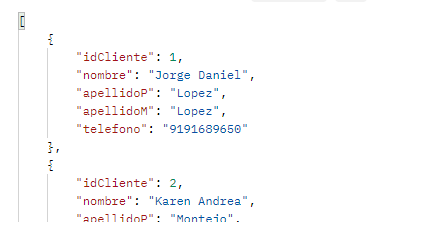 [
{
"idCliente": 1,
"nombre": "Jorge Daniel",
"apellidoP": "Lopez",
"apellidoM": "Lopez",
"telefono": "9191689650"
},
{
"idCliente": 2,
"nombre": "Karen Andrea",
"apellidoP": "Montejo",